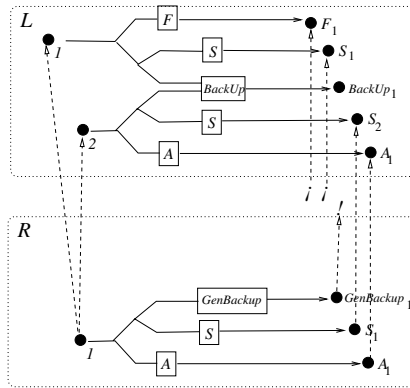 L
F
F1
1
S
S1
BackUp
BackUp1
S
S2
2
A
A1
¡ ¡ !
R
GenBackup
GenBackup1
S
S1
1
A
A1